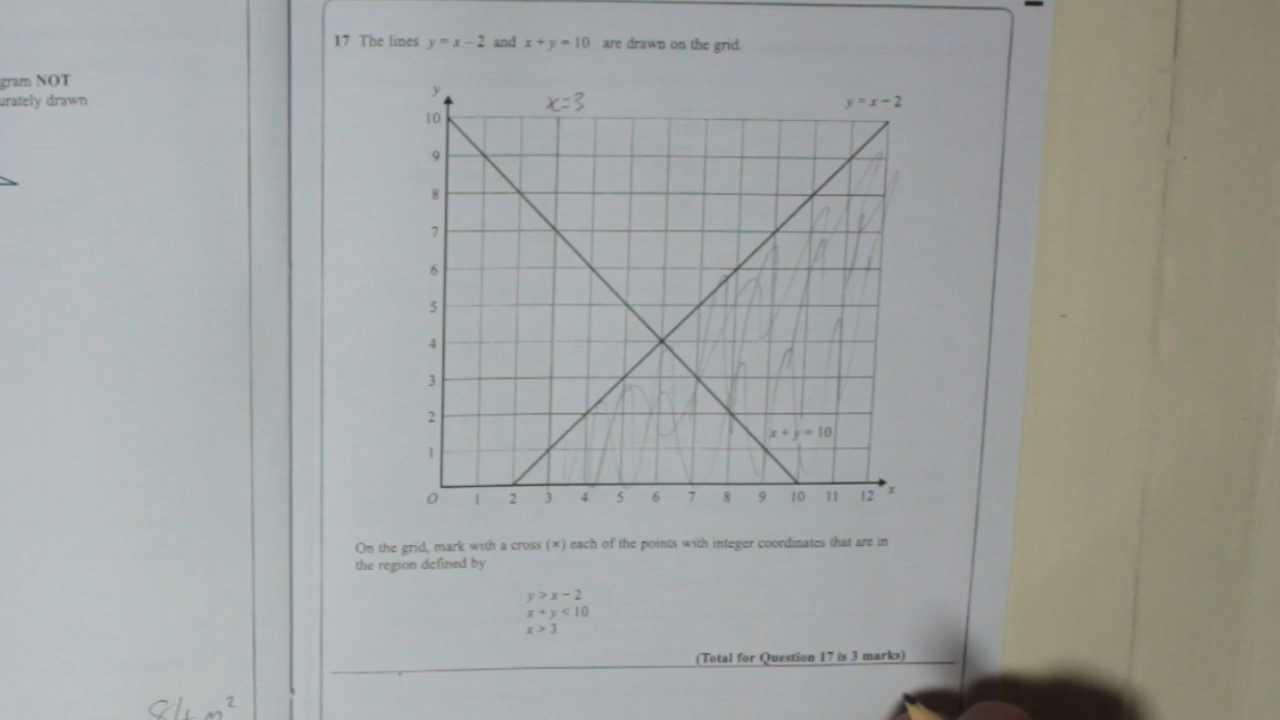 gram NOT
urately drawn
17 The lines y = x − 2 and x + y = 10 are drawn on the grid.
y
x=3
y = x − 2
10
9
8
7
6
5
4
3
2
1
x + y = 10
O 1 2 3 4 5 6 7 8 9 10 11 12 x
On the grid, mark with a cross (×) each of the points with integer coordinates that are in
the region defined by
y > x − 2
x + y < 10
x > 3
(Total for Question 17 is 3 marks)